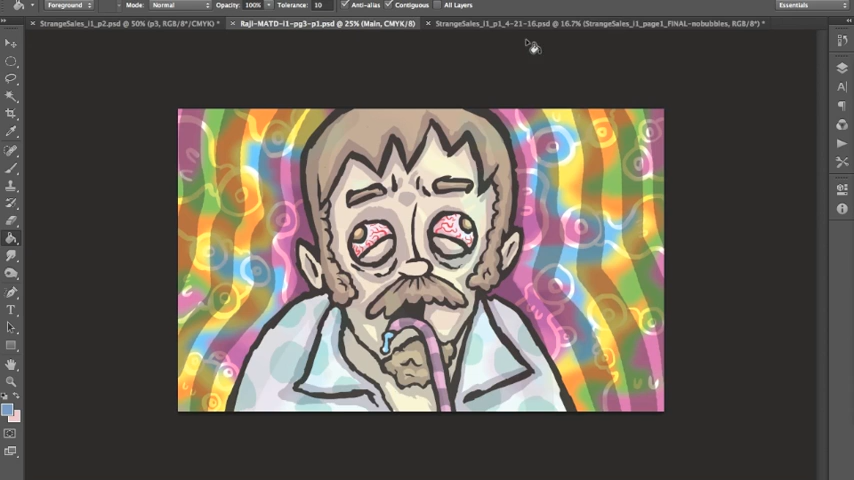 Foreground Mode: Normal Opacity: 100% Tolerance: 10 Anti-alias Contiguous All Layers Essentials
× StrangeSales_i1_p2.psd @ 50% (p3, RGB/8*/CMYK) * × Raji-MATD-i1-pg3-p1.psd @ 25% (Main, CMYK/8) × StrangeSales_i1_p1_4-21-16.psd @ 16.7% (StrangeSales_i1_page1_FINAL-nobubbles, RGB/8*) *
A
T